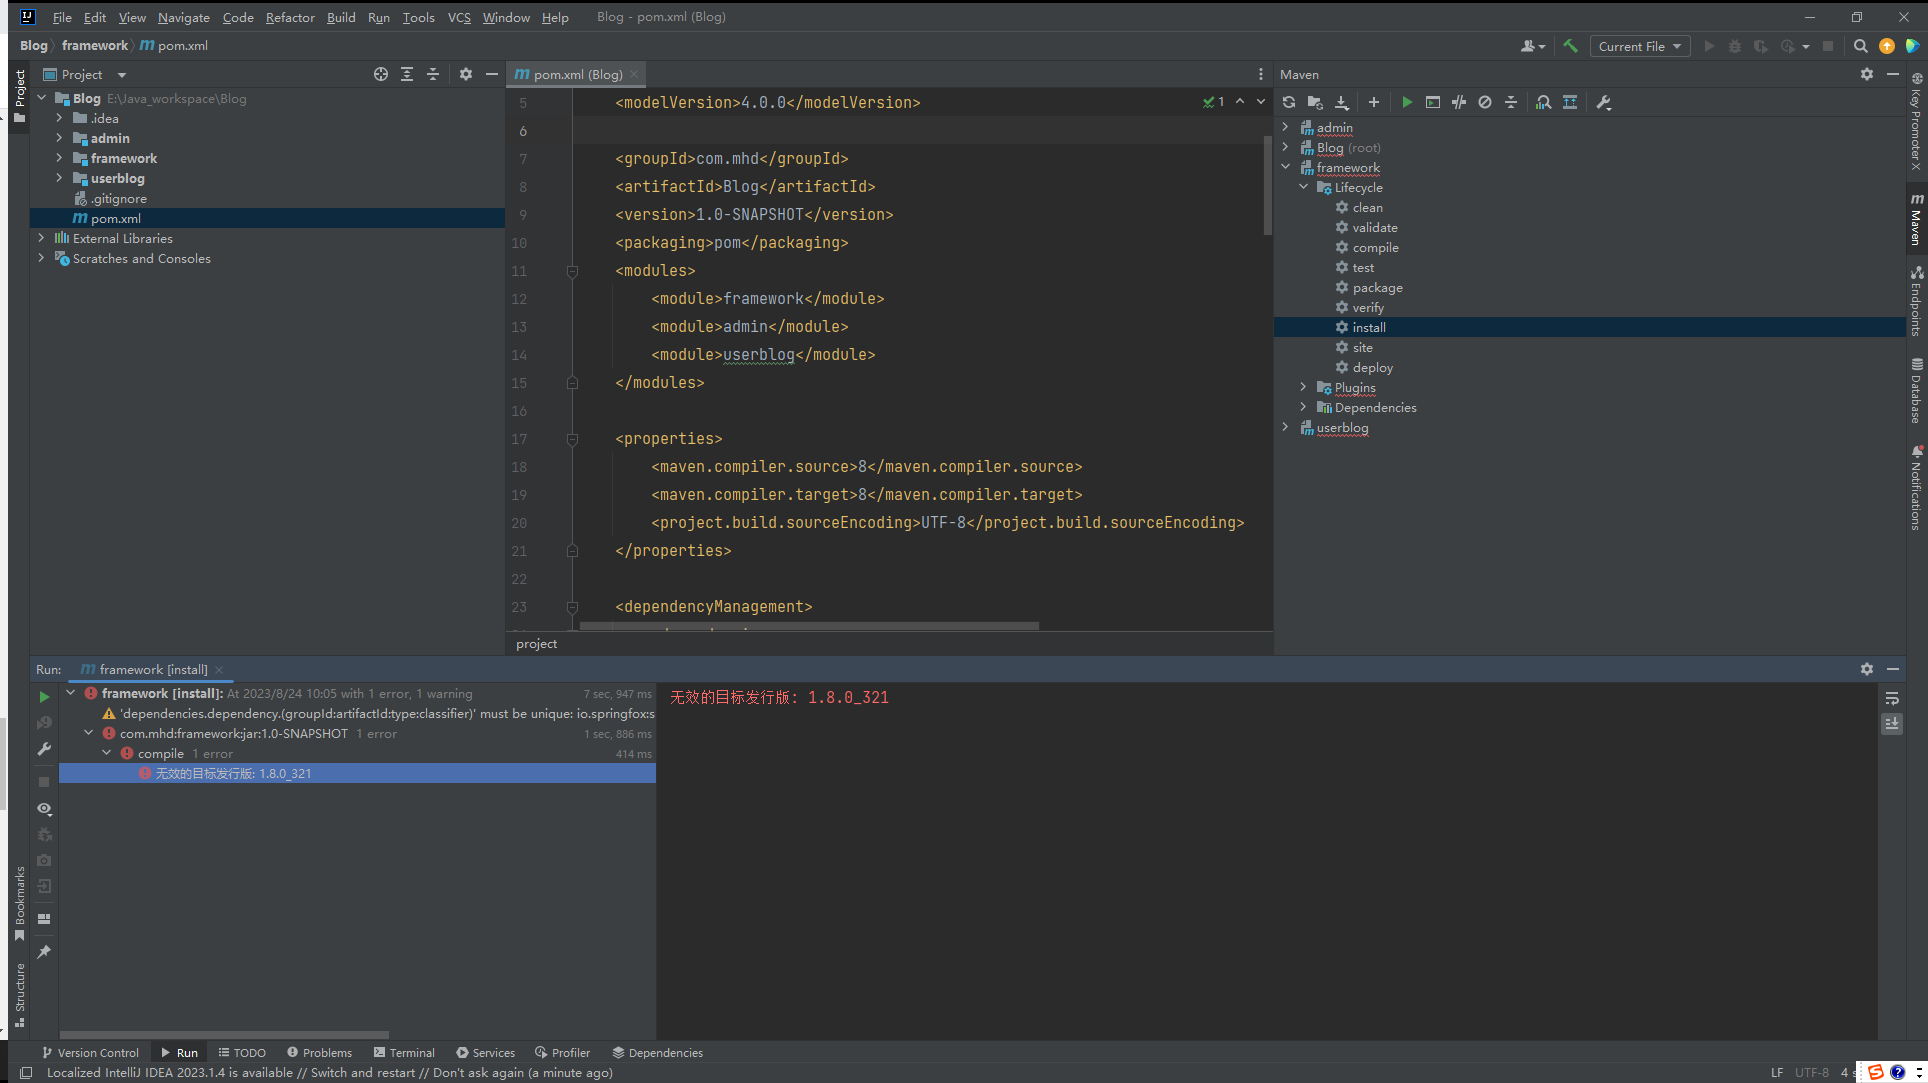 File Edit View Navigate Code Refactor Build Run Tools VCS Window Help Blog - pom.xml (Blog)
Blog framework m pom.xml
Current File
Project
Blog E:\Java_workspace\Blog
.idea
admin
framework
userblog
.gitignore
m pom.xml
External Libraries
Scratches and Consoles
m pom.xml (Blog)
5 <modelVersion>4.0.0</modelVersion>
1
6
7 <groupId>com.mhd</groupId>
8 <artifactId>Blog</artifactId>
9 <version>1.0-SNAPSHOT</version>
10 <packaging>pom</packaging>
11 <modules>
12 <module>framework</module>
13 <module>admin</module>
14 <module>userblog</module>
15 </modules>
16
17 <properties>
18 <maven.compiler.source>8</maven.compiler.source>
19 <maven.compiler.target>8</maven.compiler.target>
20 <project.build.sourceEncoding>UTF-8</project.build.sourceEncoding>
21 </properties>
22
23 <dependencyManagement>
project
Maven
admin
Blog (root)
framework
Lifecycle
clean
validate
compile
test
package
verify
install
site
deploy
Plugins
Dependencies
userblog
Project
Bookmarks
Structure
Key Promoter X
m Maven
Endpoints
Database
Notifications
Run: m framework [install]
framework [install]: At 2023/8/24 10:05 with 1 error, 1 warning 7 sec, 947 ms
'dependencies.dependency.(groupId:artifactId:type:classifier)' must be unique: io.springfox:s
com.mhd:framework:jar:1.0-SNAPSHOT 1 error 1 sec, 886 ms
compile 1 error 414 ms
无效的目标发行版: 1.8.0_321
无效的目标发行版: 1.8.0_321
Version Control Run TODO Problems Terminal Services Profiler Dependencies
Localized IntelliJ IDEA 2023.1.4 is available // Switch and restart // Don't ask again (a minute ago)
LF UTF-8 4 s